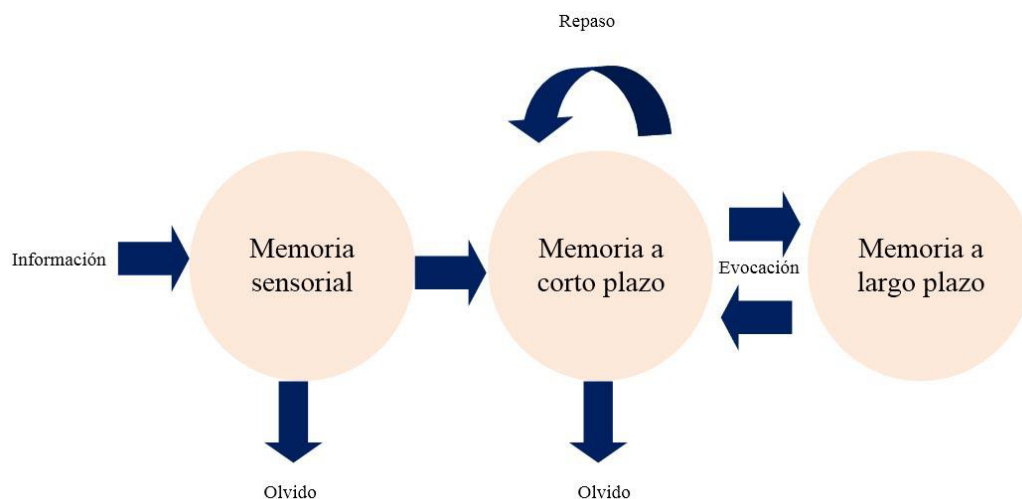 Repaso
Información
Memoria
sensorial
Memoria a
corto plazo
Evocación
Memoria a
largo plazo
Olvido
Olvido